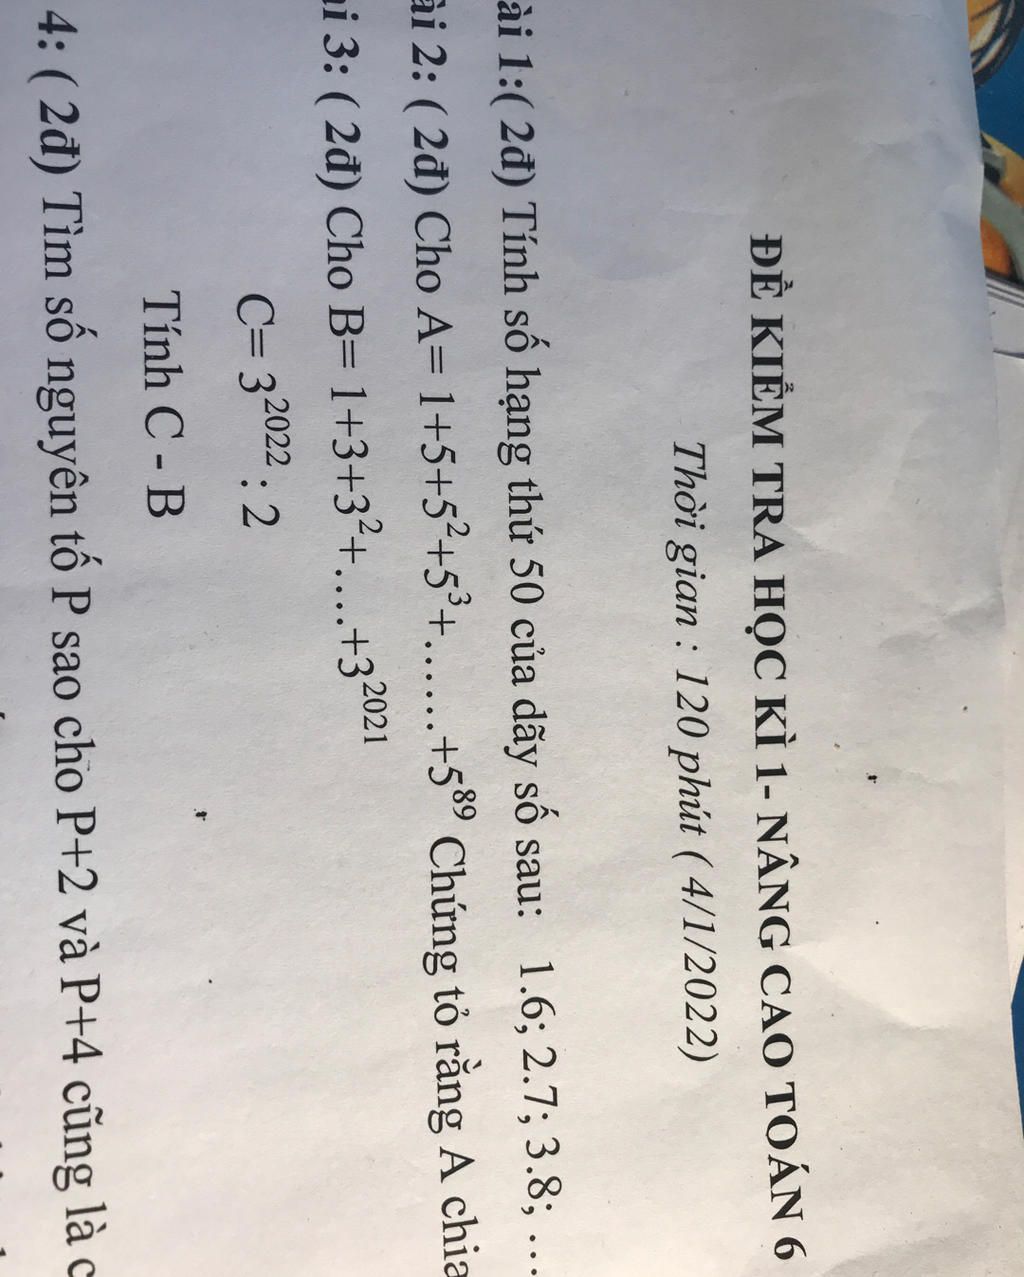 ĐỀ KIỂM TRA HỌC KÌ 1- NÂNG CAO TOÁN 6
Thời gian : 120 phút ( 4/1/2022)
ài 1:( 2đ) Tính số hạng thứ 50 của dãy số sau: 1.6; 2.7; 3.8; ...
ài 2: ( 2đ) Cho A= 1+5+5²+5³+......+5⁸⁹ Chứng tỏ rằng A chia
i 3: ( 2đ) Cho B= 1+3+3²+.....+3²⁰²¹
C= 3²⁰²² : 2
Tính C - B
4: ( 2đ) Tìm số nguyên tố P sao cho P+2 và P+4 cũng là c